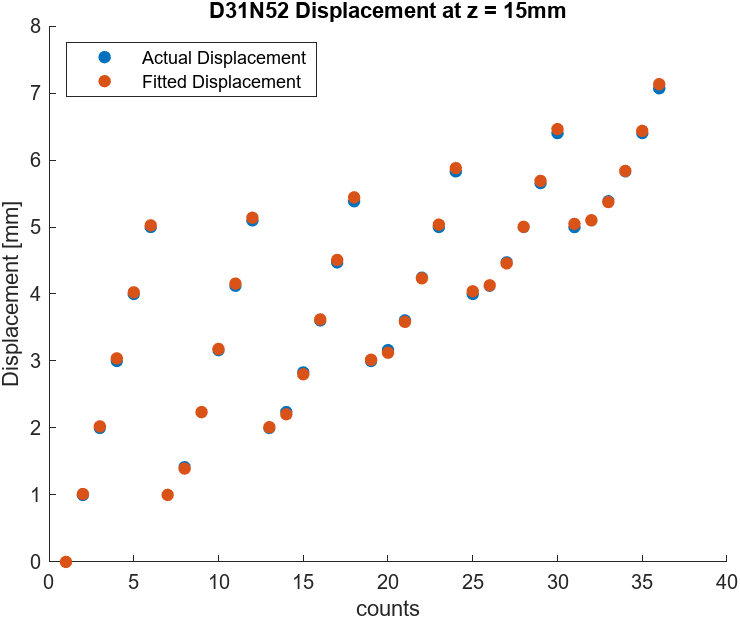 D31N52 Displacement at z = 15mm
8
7
6
5
4
3
2
1
0
Displacement [mm]
Actual Displacement
Fitted Displacement
0 5 10 15 20 25 30 35 40
counts